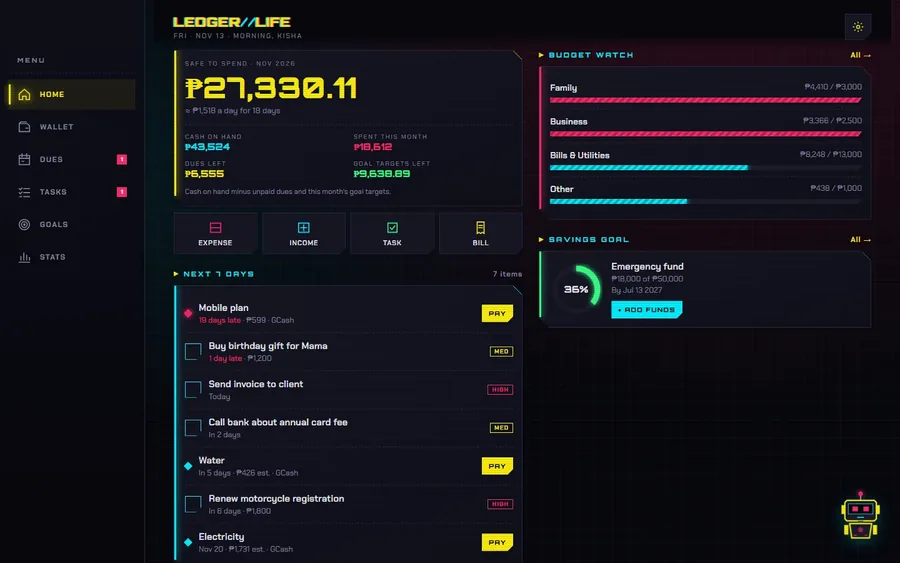 LEDGER//LIFE
FRI · NOV 13 · MORNING, KISHA
MENU
HOME
WALLET
DUES
1
TASKS
1
GOALS
STATS
SAFE TO SPEND · NOV 2026
₱27,330.11
≈ ₱1,518 a day for 18 days
CASH ON HAND
₱43,524
SPENT THIS MONTH
₱18,612
DUES LEFT
₱6,555
GOAL TARGETS LEFT
₱9,638.89
Cash on hand minus unpaid dues and this month's goal targets.
EXPENSE
INCOME
TASK
BILL
NEXT 7 DAYS
7 items
Mobile plan
19 days late · ₱599 · GCash
PAY
Buy birthday gift for Mama
1 day late · ₱1,200
MED
Send invoice to client
Today
HIGH
Call bank about annual card fee
In 2 days
MED
Water
In 5 days · ₱426 est. · GCash
PAY
Renew motorcycle registration
In 6 days · ₱1,800
HIGH
Electricity
Nov 20 · ₱1,731 est. · GCash
PAY
BUDGET WATCH
All →
Family
₱4,410 / ₱3,000
Business
₱3,366 / ₱2,500
Bills & Utilities
₱8,248 / ₱13,000
Other
₱438 / ₱1,000
SAVINGS GOAL
All →
36%
Emergency fund
₱18,000 of ₱50,000
By Jul 13 2027
+ ADD FUNDS